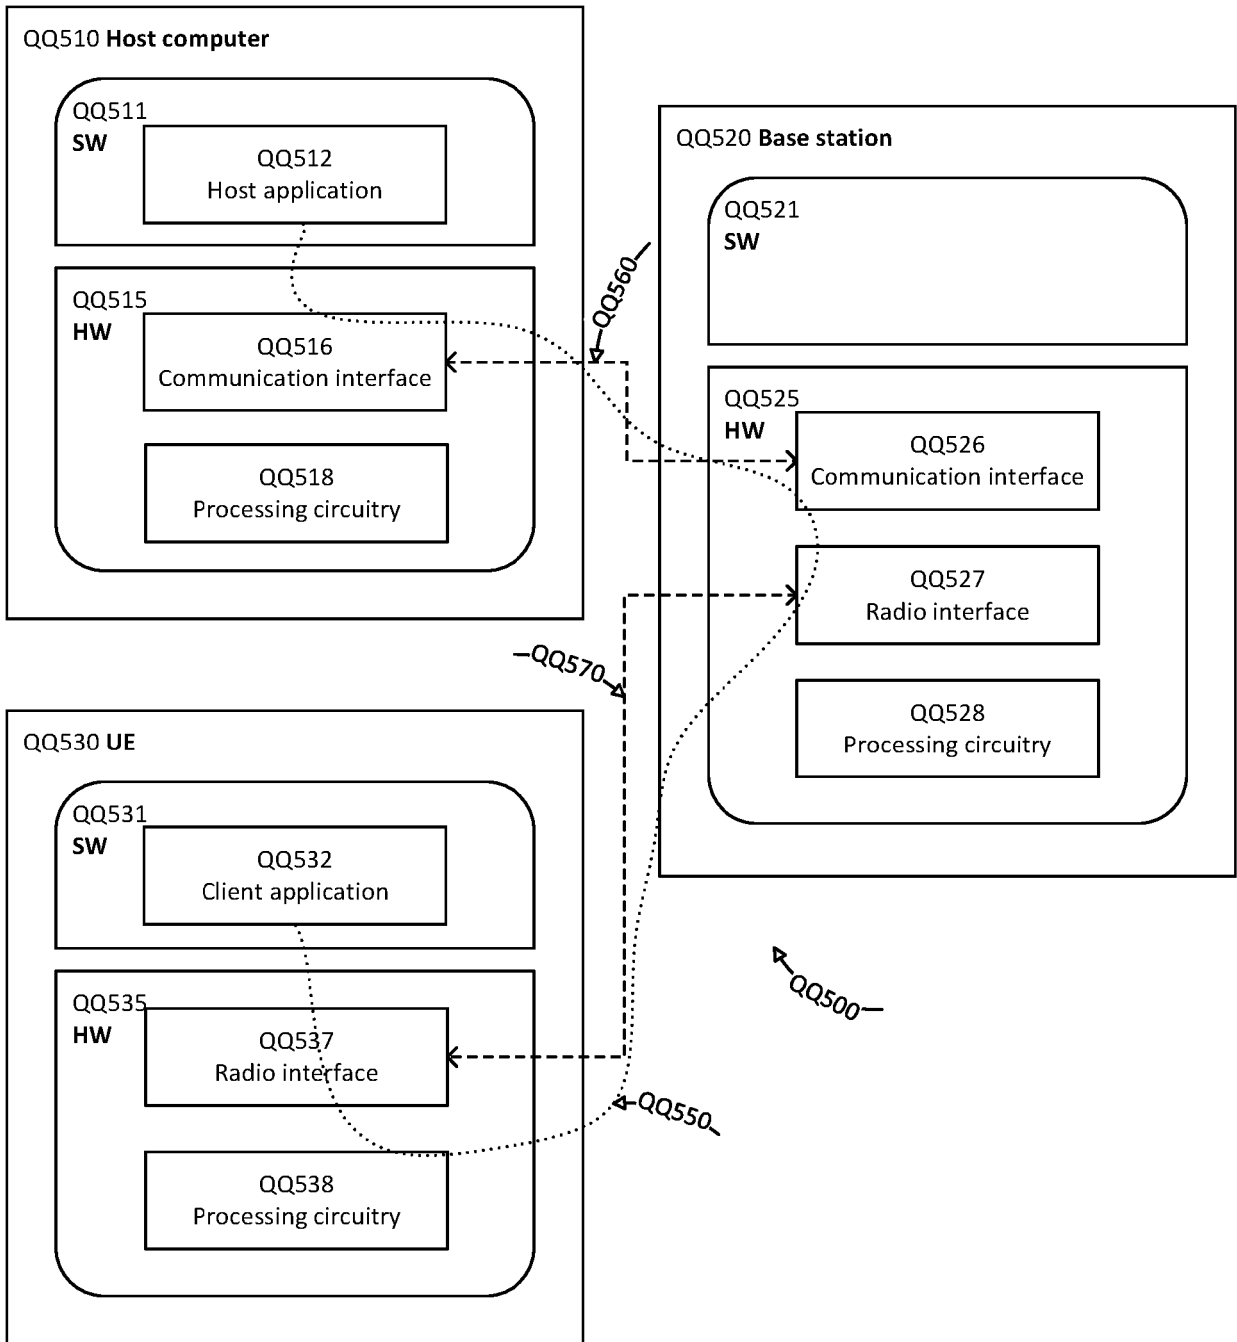 QQ510 Host computer
QQ511
SW
QQ512
Host application
QQ515
HW
QQ516
Communication interface
QQ518
Processing circuitry
QQ520 Base station
QQ521
SW
QQ525
HW
QQ526
Communication interface
QQ527
Radio interface
QQ528
Processing circuitry
QQ560
QQ570
QQ530 UE
QQ531
SW
QQ532
Client application
QQ535
HW
QQ537
Radio interface
QQ538
Processing circuitry
QQ500
QQ550